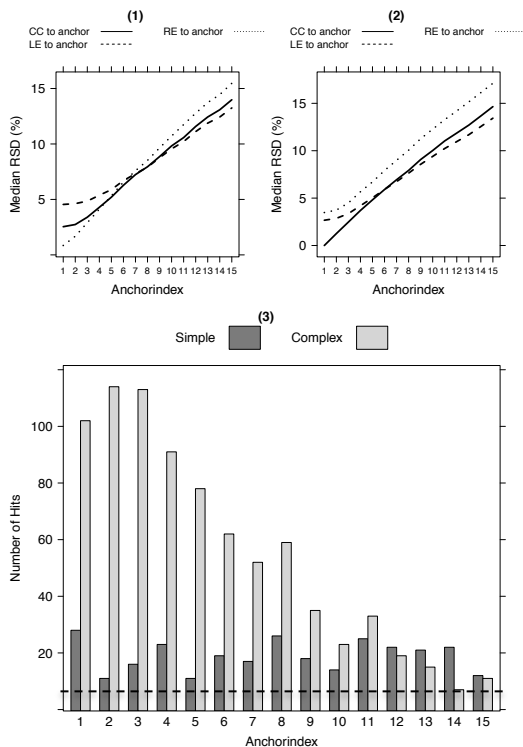 (1)
CC to anchor
RE to anchor
LE to anchor
Median RSD (%)
15
10
5
1 2 3 4 5 6 7 8 9 10 11 12 13 14 15
Anchorindex
(2)
CC to anchor
RE to anchor
LE to anchor
Median RSD (%)
15
10
5
0
1 2 3 4 5 6 7 8 9 10 11 12 13 14 15
Anchorindex
(3)
Simple
Complex
Number of Hits
100
80
60
40
20
1 2 3 4 5 6 7 8 9 10 11 12 13 14 15
Anchorindex